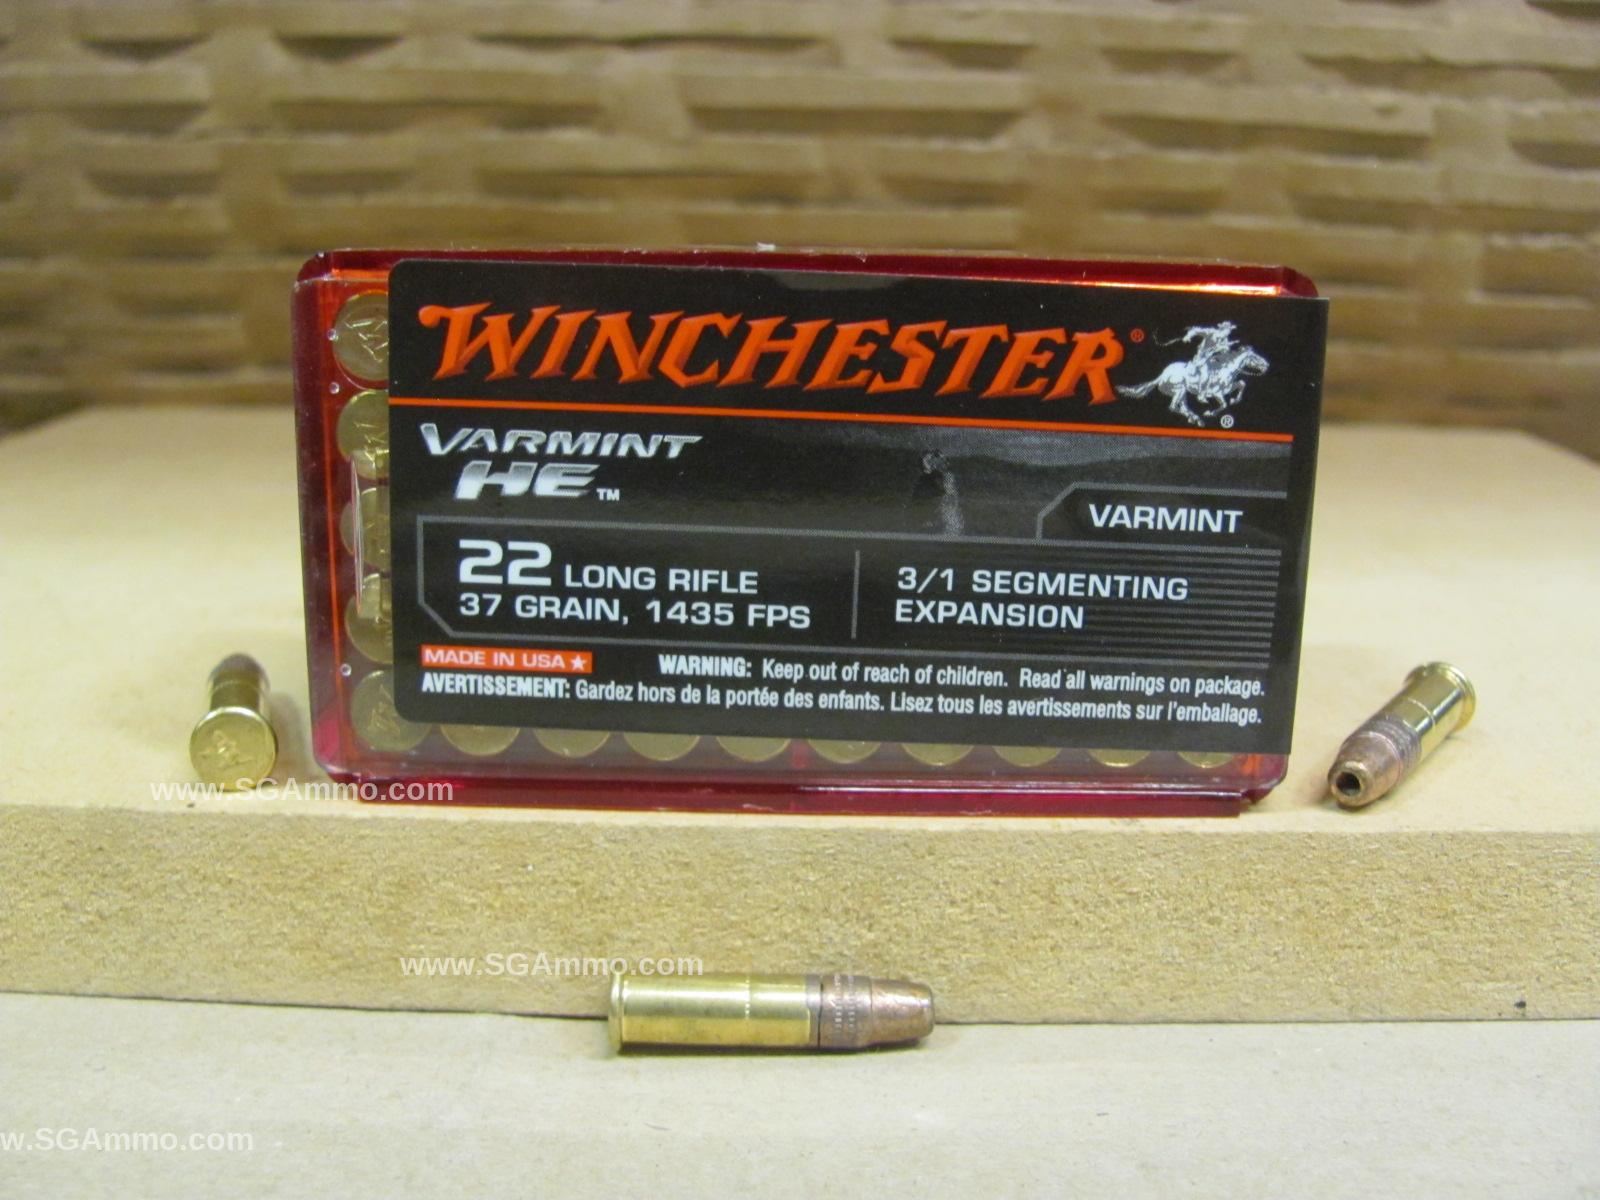 WINCHESTER®
®
VARMINT
HE™
VARMINT
22 LONG RIFLE
37 GRAIN, 1435 FPS
3/1 SEGMENTING
EXPANSION
MADE IN USA★
WARNING: Keep out of reach of children. Read all warnings on package.
AVERTISSEMENT: Gardez hors de la portée des enfants. Lisez tous les avertissements sur l'emballage.
www.SGAmmo.com
www.SGAmmo.com
w.SGAmmo.com